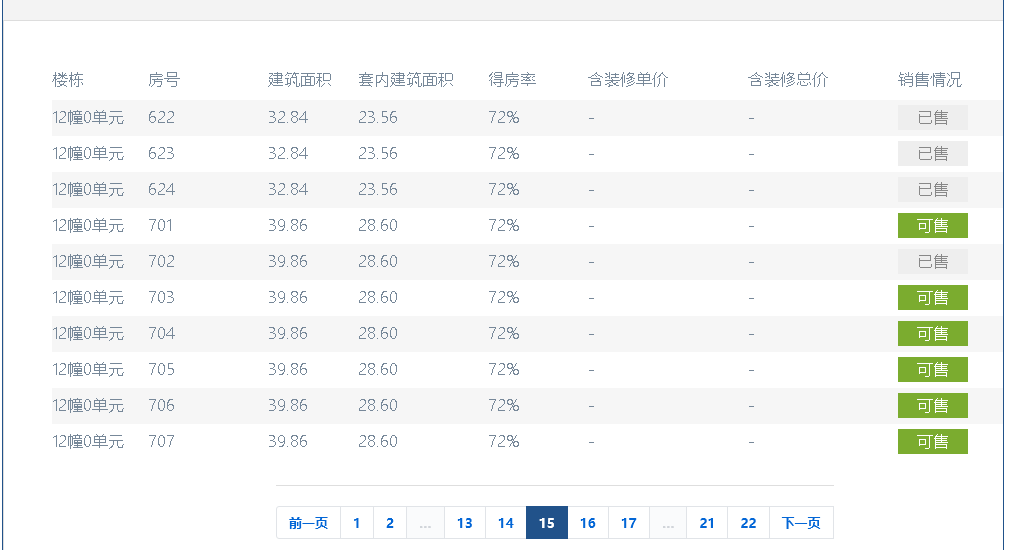 楼栋 房号 建筑面积 套内建筑面积 得房率 含装修单价 含装修总价 销售情况
12幢0单元 622 32.84 23.56 72% - - 已售
12幢0单元 623 32.84 23.56 72% - - 已售
12幢0单元 624 32.84 23.56 72% - - 已售
12幢0单元 701 39.86 28.60 72% - - 可售
12幢0单元 702 39.86 28.60 72% - - 已售
12幢0单元 703 39.86 28.60 72% - - 可售
12幢0单元 704 39.86 28.60 72% - - 可售
12幢0单元 705 39.86 28.60 72% - - 可售
12幢0单元 706 39.86 28.60 72% - - 可售
12幢0单元 707 39.86 28.60 72% - - 可售
前一页 1 2 ... 13 14 15 16 17 ... 21 22 下一页